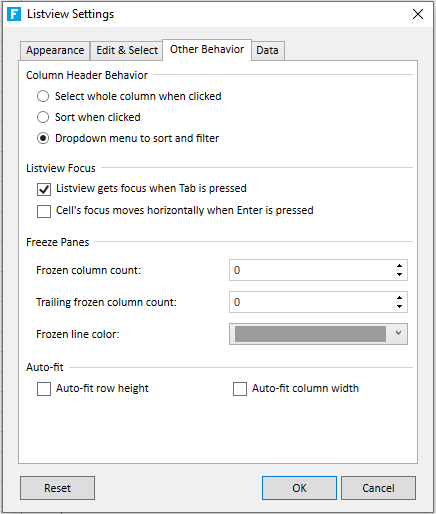 F Listview Settings
Appearance Edit & Select Other Behavior Data
Column Header Behavior
Select whole column when clicked
Sort when clicked
Dropdown menu to sort and filter
Listview Focus
Listview gets focus when Tab is pressed
Cell's focus moves horizontally when Enter is pressed
Freeze Panes
Frozen column count: 0
Trailing frozen column count: 0
Frozen line color:
Auto-fit
Auto-fit row height Auto-fit column width
Reset OK Cancel